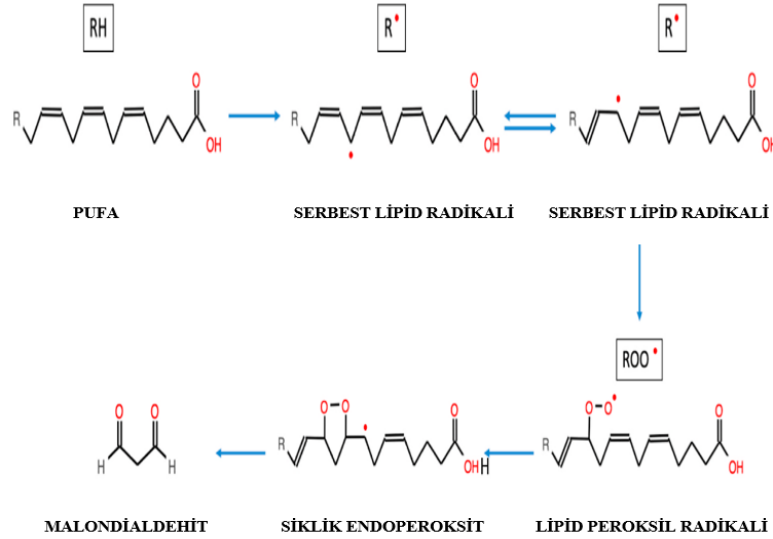 RH
R•
R•
R
O
OH
R
O
OH
R
O
OH
PUFA
SERBEST LİPİD RADİKALİ
SERBEST LİPİD RADİKALİ
ROO•
O
O
H
H
O
O
R
O
OH
H
O
O•
R
O
OH
MALONDİALDEHİT
SİKLİK ENDOPEROKSİT
LİPİD PEROKSİL RADİKALİ